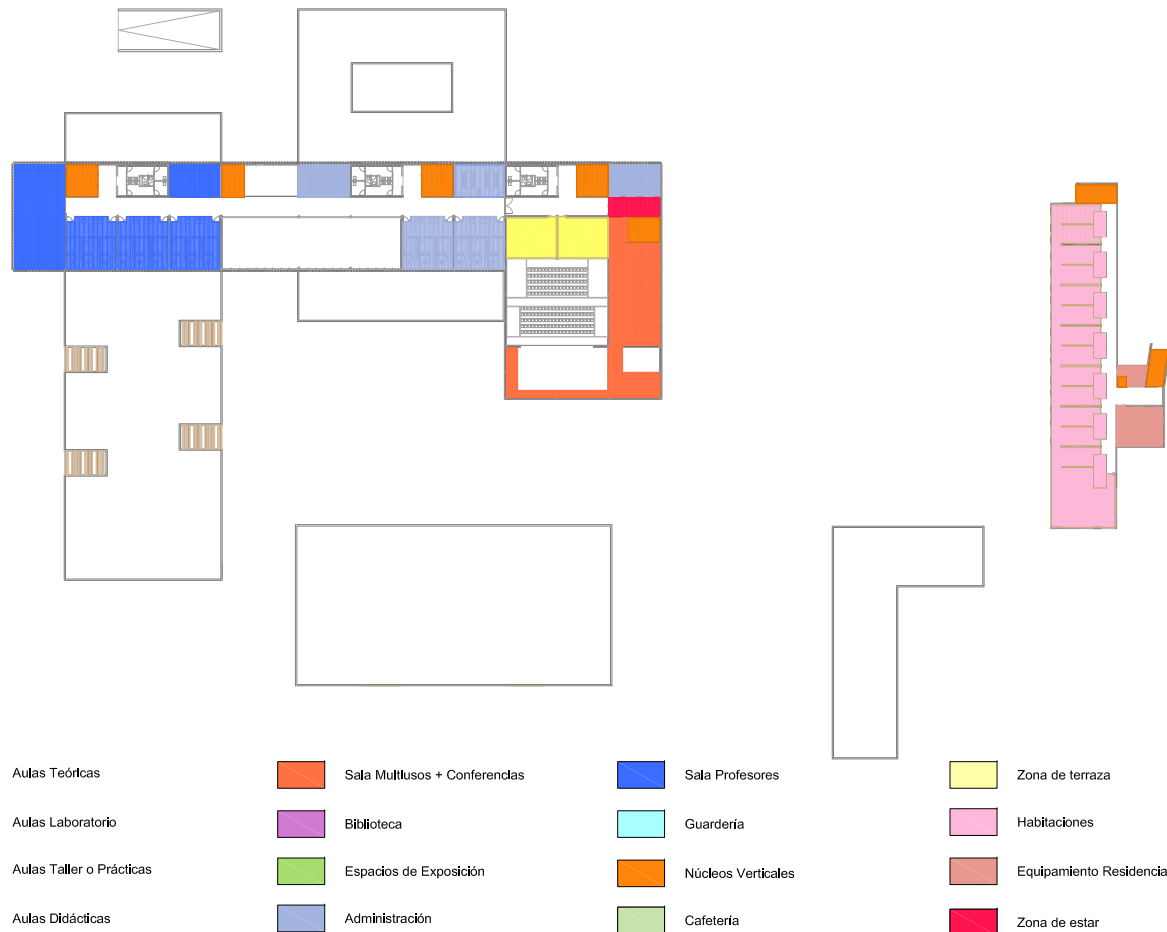 Aulas Teóricas
Sala Multiusos + Conferencias
Sala Profesores
Zona de terraza
Aulas Laboratorio
Biblioteca
Guardería
Habitaciones
Aulas Taller o Prácticas
Espacios de Exposición
Núcleos Verticales
Equipamiento Residencia
Aulas Didácticas
Administración
Cafetería
Zona de estar